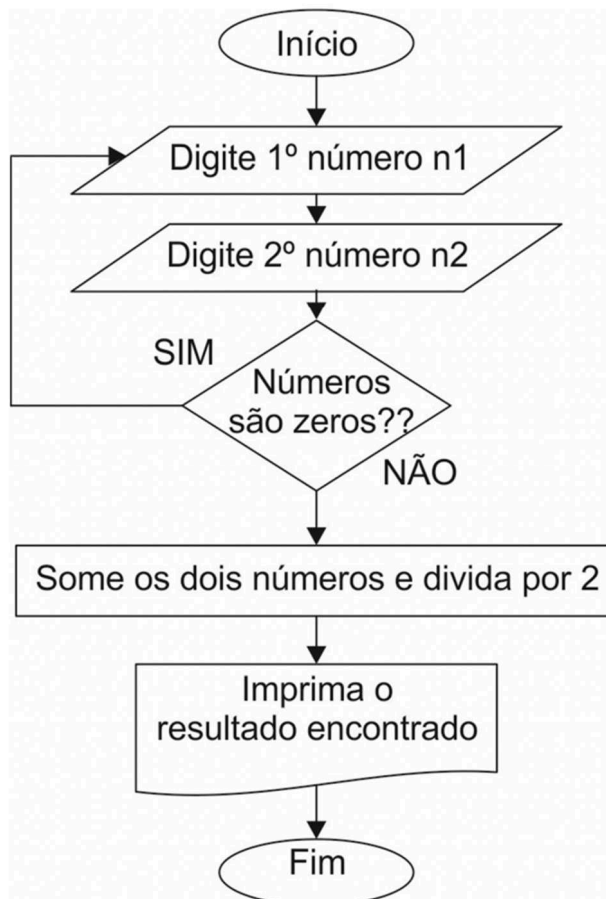 Início
Digite 1º número n1
Digite 2º número n2
SIM
Números
são zeros??
NÃO
Some os dois números e divida por 2
Imprima o
resultado encontrado
Fim